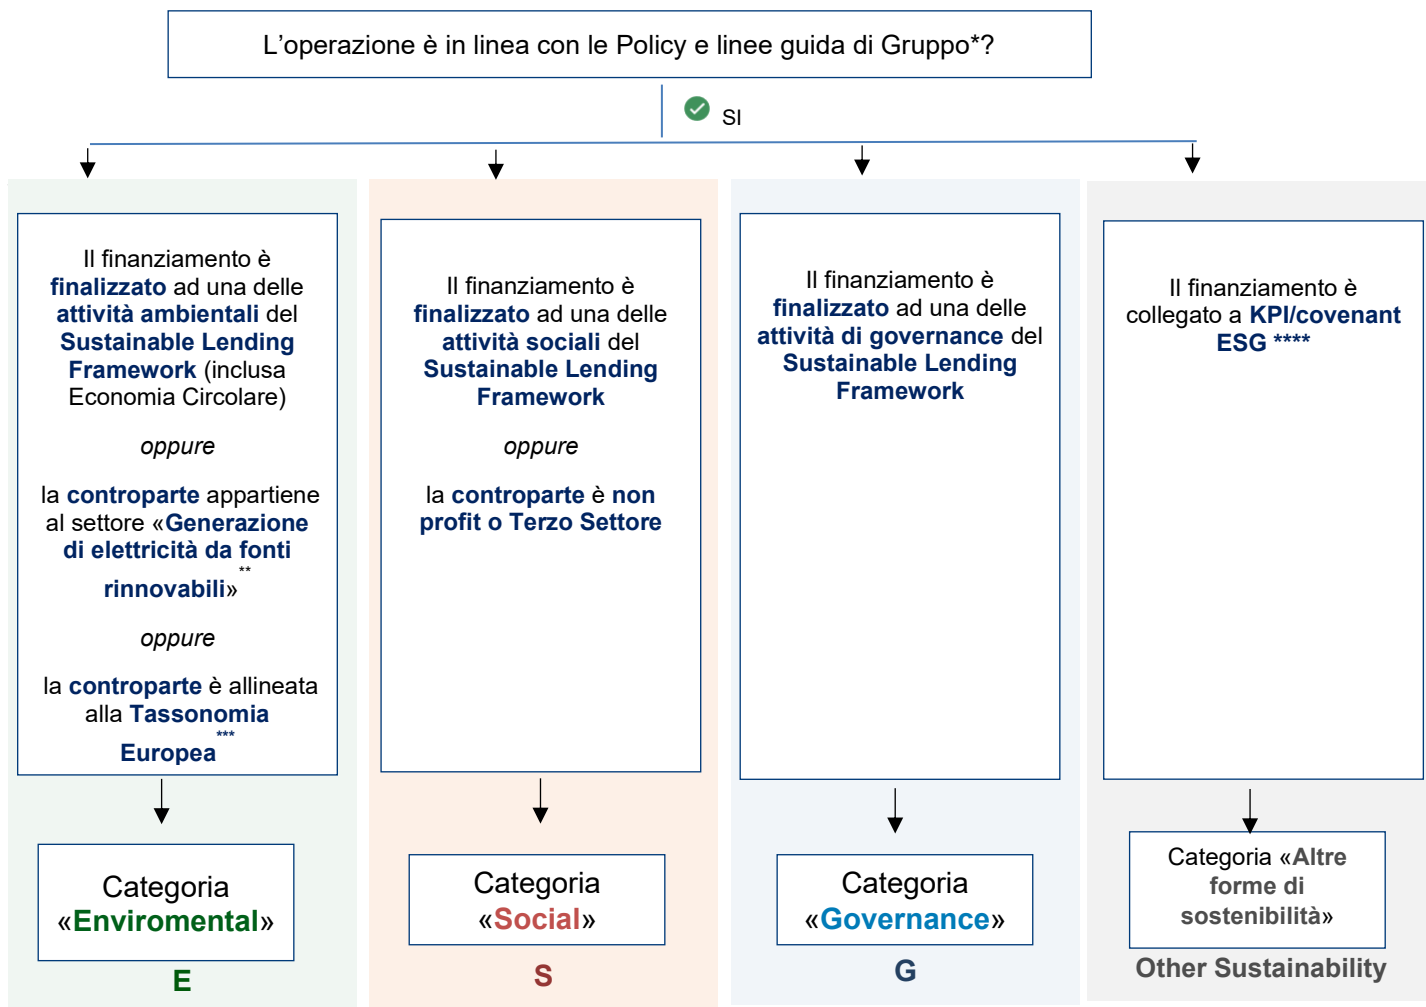 L'operazione è in linea con le Policy e linee guida di Gruppo*?
SI
Il finanziamento è
finalizzato ad una delle
attività ambientali del
Sustainable Lending
Framework (inclusa
Economia Circolare)
oppure
la controparte appartiene
al settore «Generazione
di elettricità da fonti
rinnovabili»**
oppure
la controparte è allineata
alla Tassonomia
Europea***
Categoria
«Enviromental»
E
Il finanziamento è
finalizzato ad una delle
attività sociali del
Sustainable Lending
Framework
oppure
la controparte è non
profit o Terzo Settore
Categoria
«Social»
S
Il finanziamento è
finalizzato ad una delle
attività di governance del
Sustainable Lending
Framework
Categoria
«Governance»
G
Il finanziamento è
collegato a KPI/covenant
ESG ****
Categoria «Altre
forme di
sostenibilità»
Other Sustainability